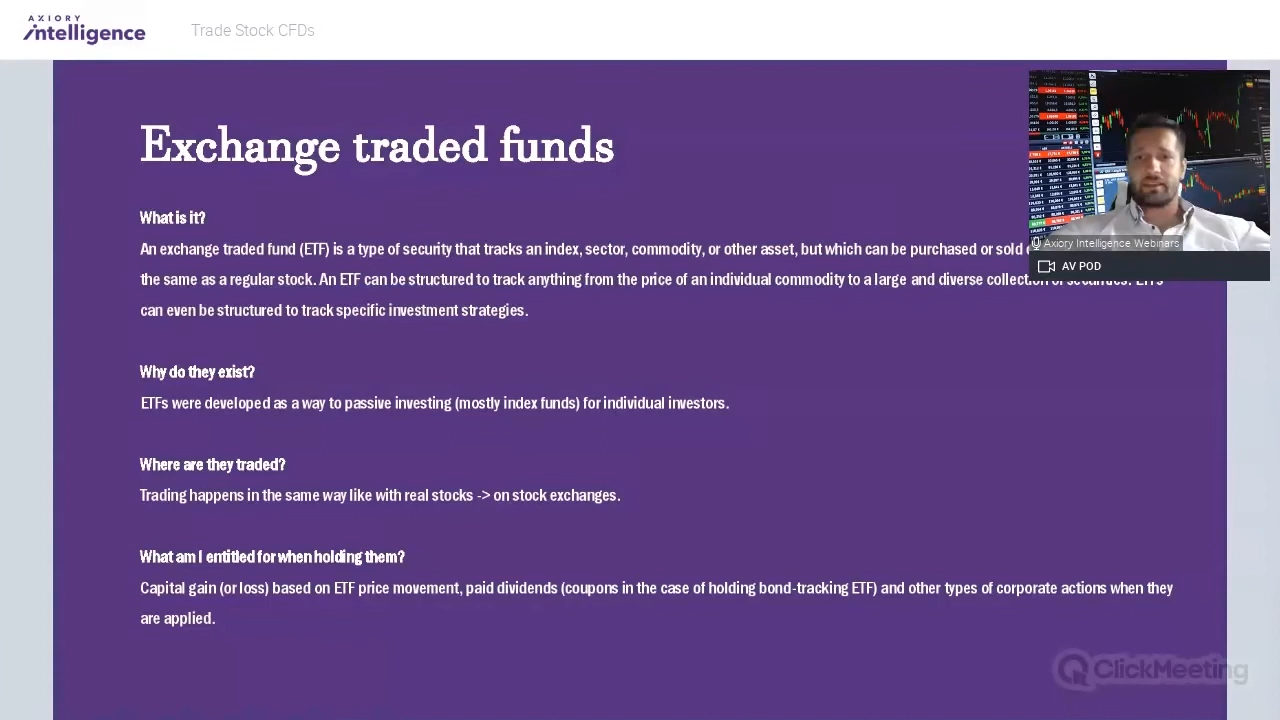 AXIORY
intelligence
Trade Stock CFDs
Exchange traded funds
What is it?
An exchange traded fund (ETF) is a type of security that tracks an index, sector, commodity, or other asset, but which can be purchased or sold
the same as a regular stock. An ETF can be structured to track anything from the price of an individual commodity to a large and diverse collection of securities. ETFs
can even be structured to track specific investment strategies.
Why do they exist?
ETFs were developed as a way to passive investing (mostly index funds) for individual investors.
Where are they traded?
Trading happens in the same way like with real stocks -> on stock exchanges.
What am I entitled for when holding them?
Capital gain (or loss) based on ETF price movement, paid dividends (coupons in the case of holding bond-tracking ETF) and other types of corporate actions when they
are applied.
Axiory Intelligence Webinars
AV POD
ClickMeeting